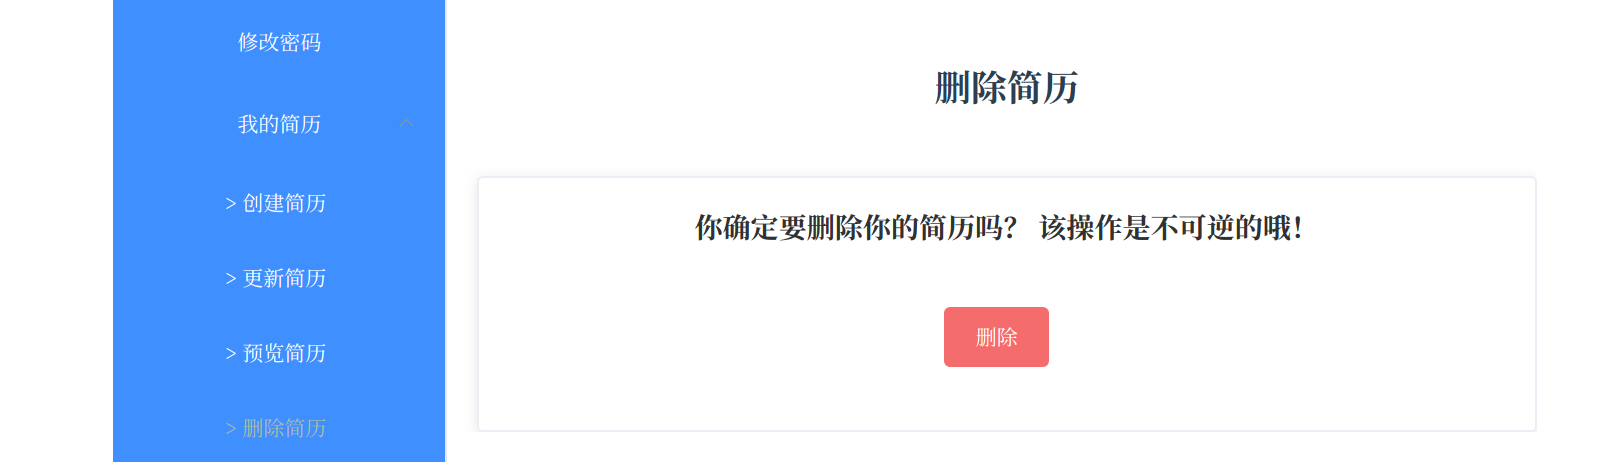 修改密码
我的简历
> 创建简历
> 更新简历
> 预览简历
> 删除简历
删除简历
你确定要删除你的简历吗？ 该操作是不可逆的哦！
删除